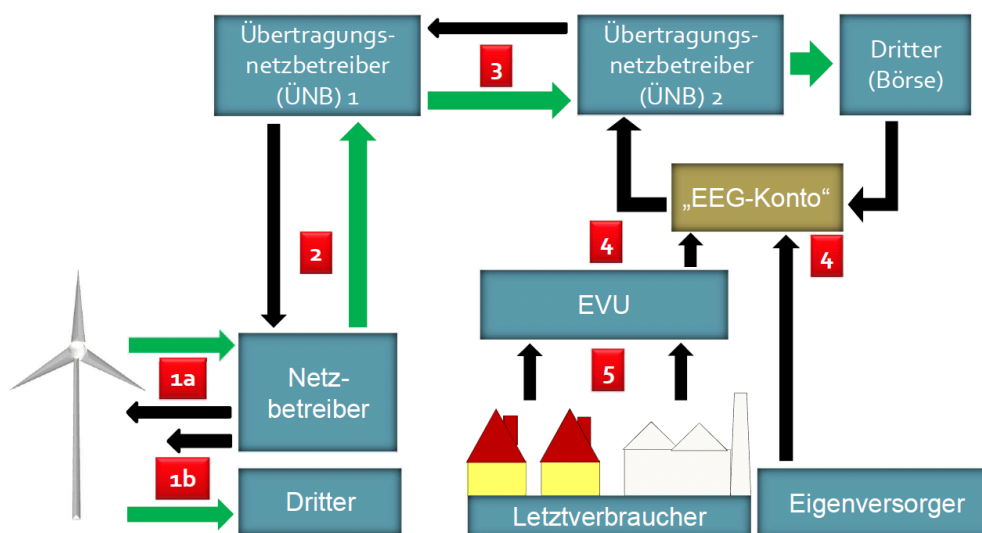 Übertragungs-
netzbetreiber
(ÜNB) 1
3
Übertragungs-
netzbetreiber
(ÜNB) 2
Dritter
(Börse)
„EEG-Konto“
2
4
4
EVU
1a
Netz-
betreiber
5
1b
Dritter
Letztverbraucher
Eigenversorger